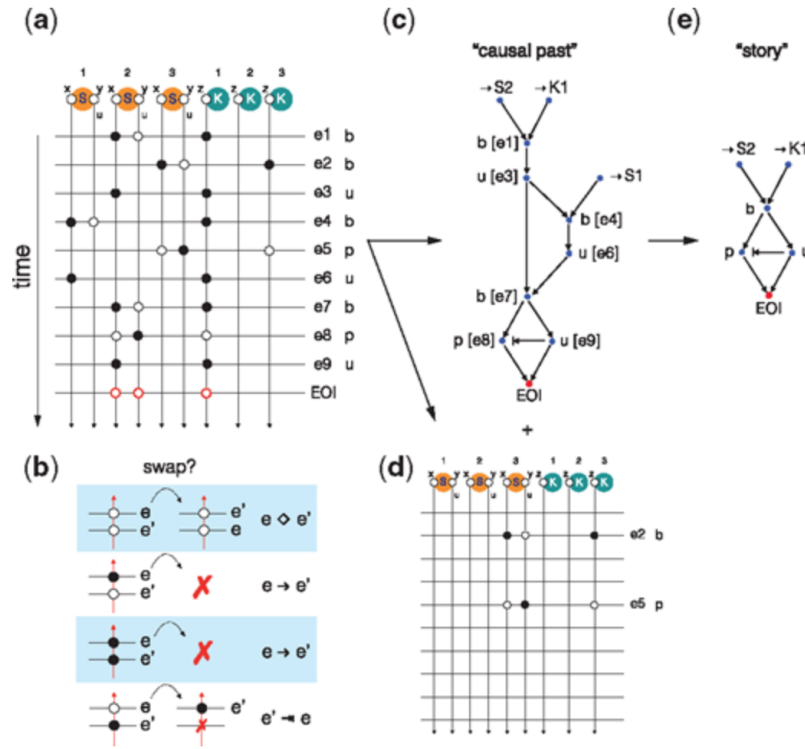 (a)
1 2 3 1 2 3
x S y u x S y u x S y u z K z K z K
time
e1 b
e2 b
e3 u
e4 b
e5 p
e6 u
e7 b
e8 p
e9 u
EOI
(b)
swap?
e e' e' e e ◇ e'
e e' ✗ e → e'
e e' ✗ e → e'
e e' e' ✗ e' ⊣ e
(c)
"causal past"
→S2 →K1
b [e1]
u [e3] →S1
b [e4]
u [e6]
b [e7]
p [e8] u [e9]
EOI
+
(d)
1 2 3 1 2 3
x S y u x S y u x S y u z K z K z K
e2 b
e5 p
(e)
"story"
→S2 →K1
b
p u
EOI